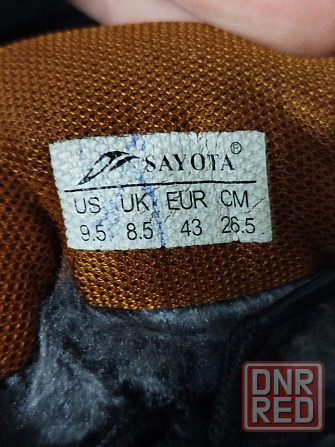 SAYOTA®
US UK EUR CM
9.5 8.5 43 26.5
DNR
RED